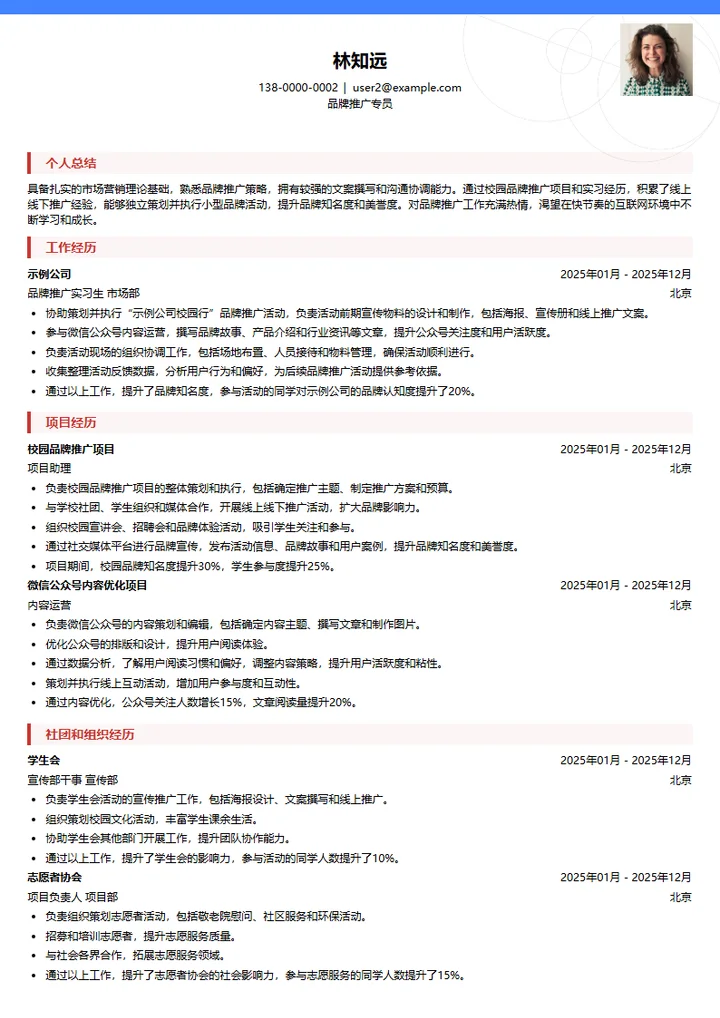 林知远
138-0000-0002 | user2@example.com
品牌推广专员
个人总结
具备扎实的市场营销理论基础，熟悉品牌推广策略，拥有较强的文案撰写和沟通协调能力。通过校园品牌推广项目和实习经历，积累了线上
线下推广经验，能够独立策划并执行小型品牌活动，提升品牌知名度和美誉度。对品牌推广工作充满热情，渴望在快节奏的互联网环境中不
断学习和成长。
工作经历
示例公司 2025年01月 - 2025年12月
品牌推广实习生 市场部 北京
• 协助策划并执行“示例公司校园行”品牌推广活动，负责活动前期宣传物料的设计和制作，包括海报、宣传册和线上推广文案。
• 参与微信公众号内容运营，撰写品牌故事、产品介绍和行业资讯等文章，提升公众号关注度和用户活跃度。
• 负责活动现场的组织协调工作，包括场地布置、人员接待和物料管理，确保活动顺利进行。
• 收集整理活动反馈数据，分析用户行为和偏好，为后续品牌推广活动提供参考依据。
• 通过以上工作，提升了品牌知名度，参与活动的同学对示例公司的品牌认知度提升了20%。
项目经历
校园品牌推广项目 2025年01月 - 2025年12月
项目助理 北京
• 负责校园品牌推广项目的整体策划和执行，包括确定推广主题、制定推广方案和预算。
• 与学校社团、学生组织和媒体合作，开展线上线下推广活动，扩大品牌影响力。
• 组织校园宣讲会、招聘会和品牌体验活动，吸引学生关注和参与。
• 通过社交媒体平台进行品牌宣传，发布活动信息、品牌故事和用户案例，提升品牌知名度和美誉度。
• 项目期间，校园品牌知名度提升30%，学生参与度提升25%。
微信公众号内容优化项目 2025年01月 - 2025年12月
内容运营 北京
• 负责微信公众号的内容策划和编辑，包括确定内容主题、撰写文章和制作图片。
• 优化公众号的排版和设计，提升用户阅读体验。
• 通过数据分析，了解用户阅读习惯和偏好，调整内容策略，提升用户活跃度和粘性。
• 策划并执行线上互动活动，增加用户参与度和互动性。
• 通过内容优化，公众号关注人数增长15%，文章阅读量提升20%。
社团和组织经历
学生会 2025年01月 - 2025年12月
宣传部干事 宣传部 北京
• 负责学生会活动的宣传推广工作，包括海报设计、文案撰写和线上推广。
• 组织策划校园文化活动，丰富学生课余生活。
• 协助学生会其他部门开展工作，提升团队协作能力。
• 通过以上工作，提升了学生会的影响力，参与活动的同学人数提升了10%。
志愿者协会 2025年01月 - 2025年12月
项目负责人 项目部 北京
• 负责组织策划志愿者活动，包括敬老院慰问、社区服务和环保活动。
• 招募和培训志愿者，提升志愿服务质量。
• 与社会各界合作，拓展志愿服务领域。
• 通过以上工作，提升了志愿者协会的社会影响力，参与志愿服务的同学人数提升了15%。